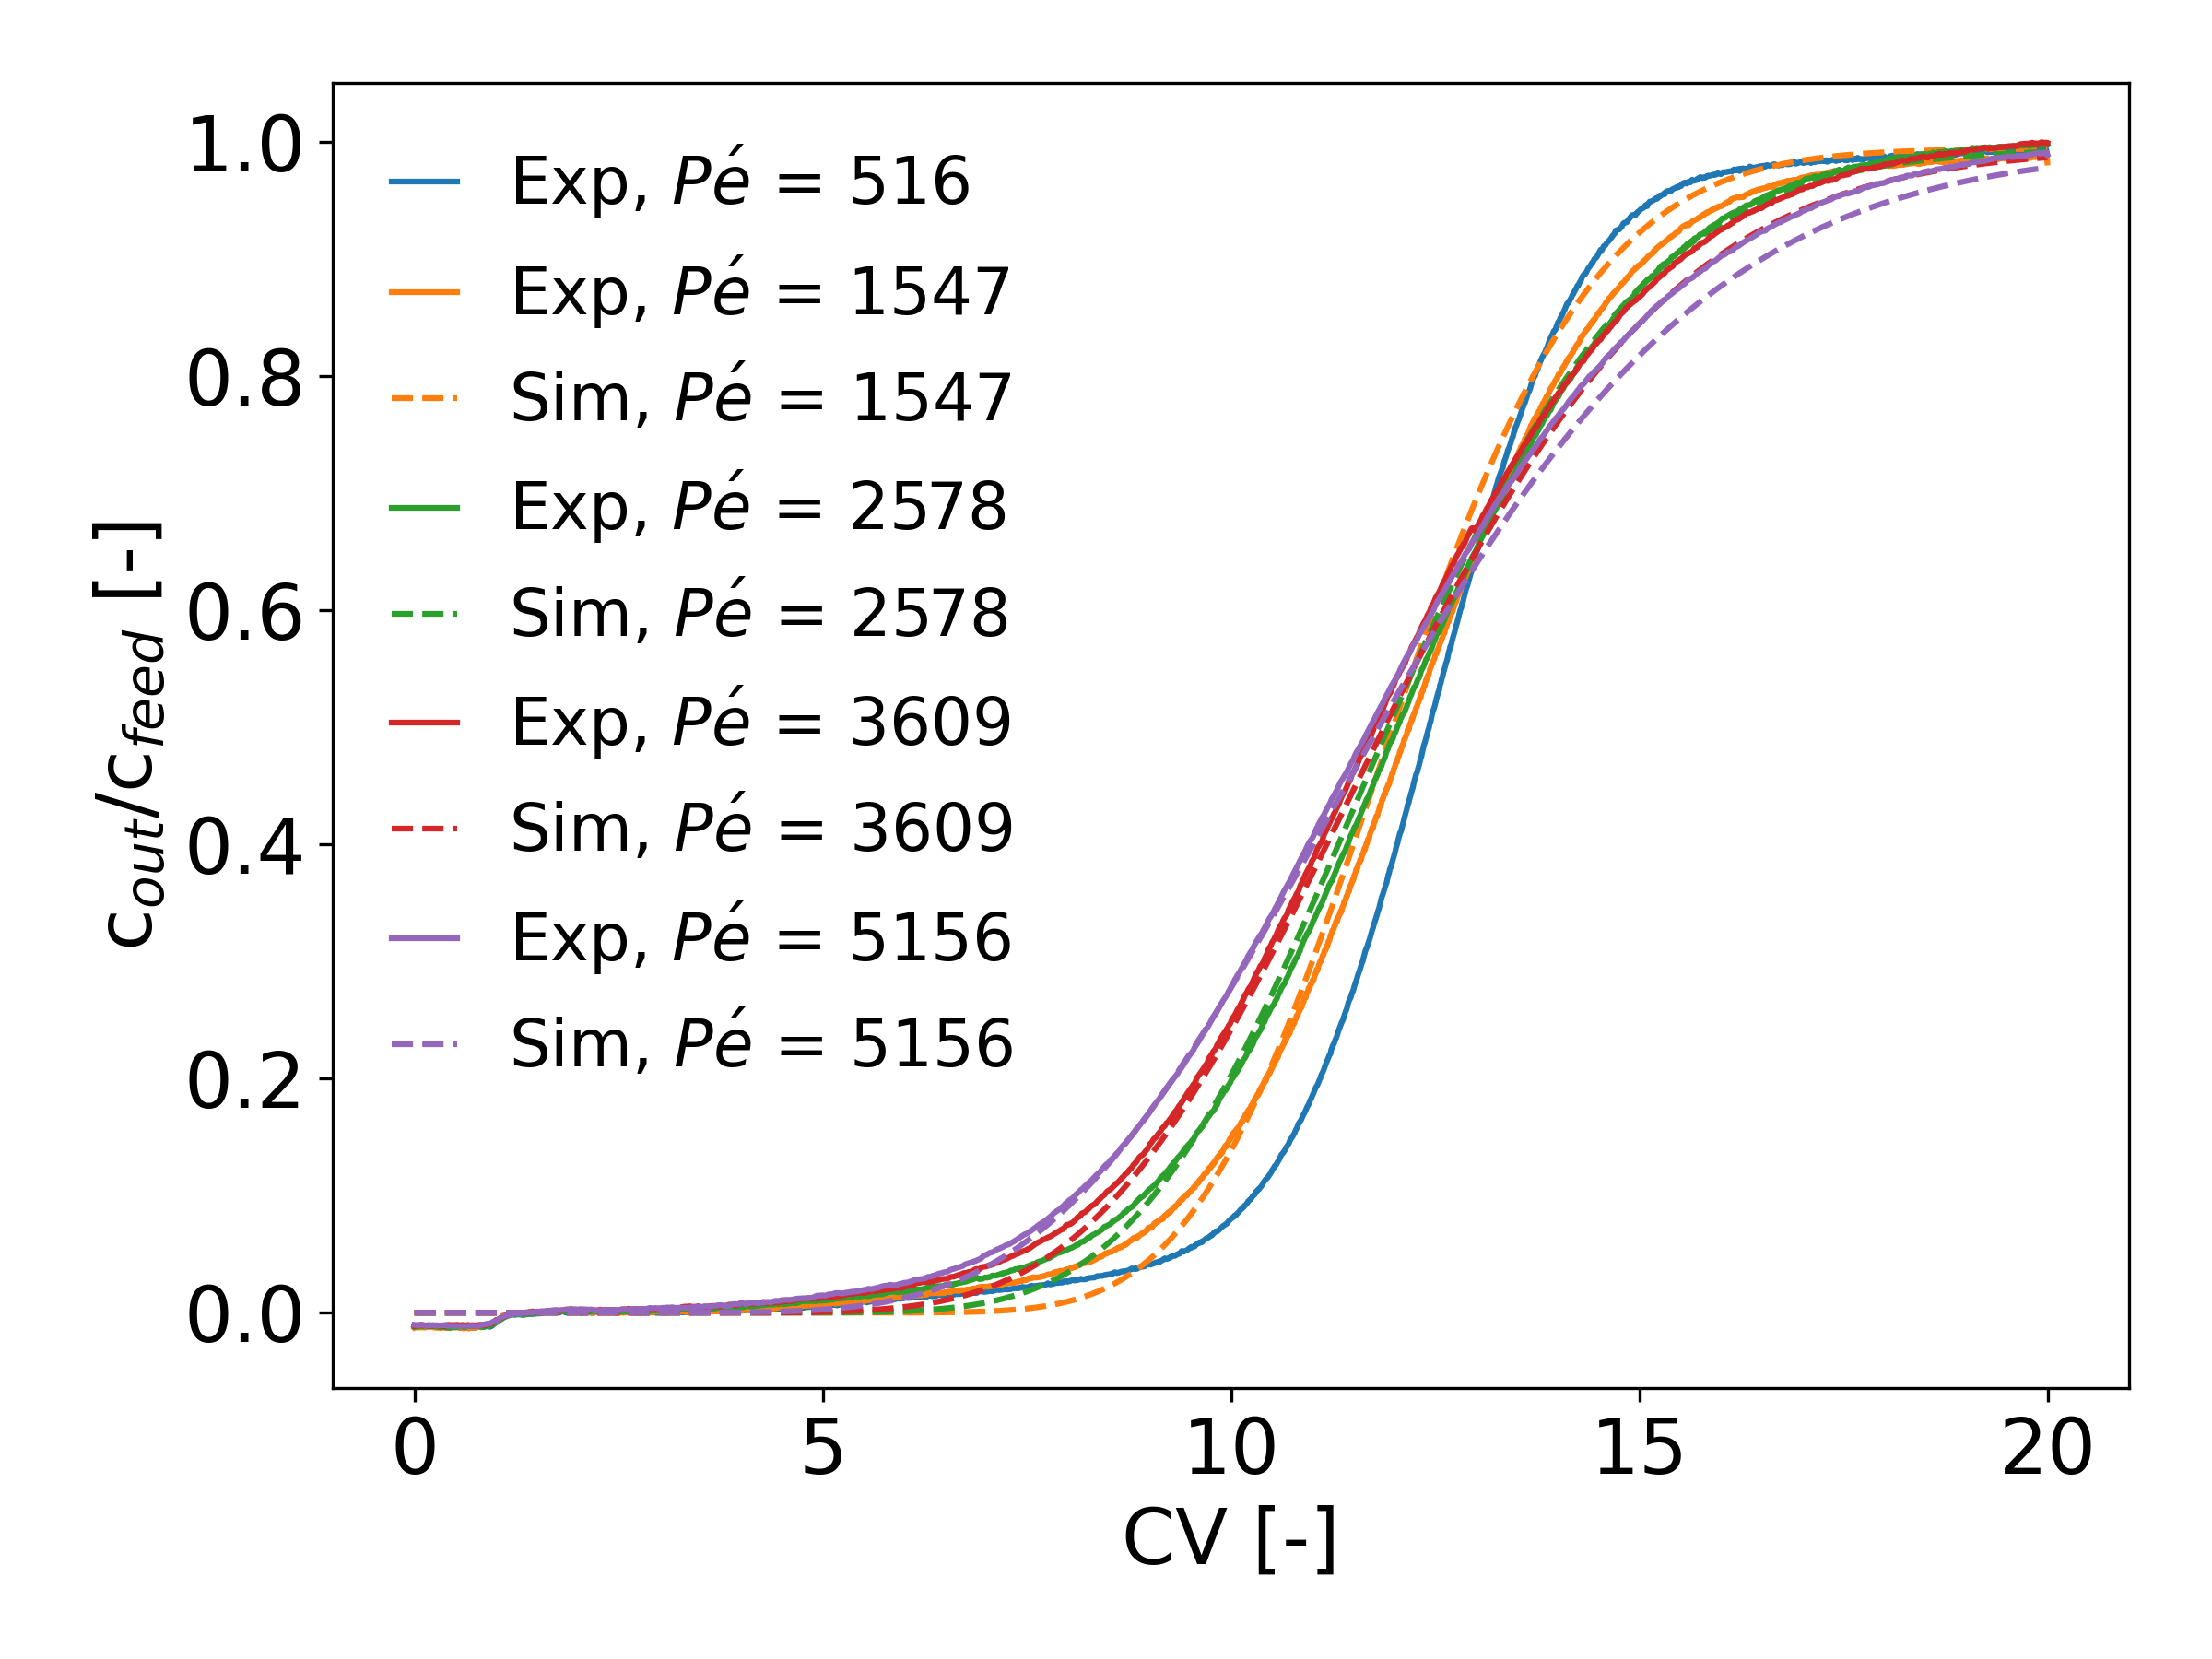 1.0
0.8
0.6
0.4
0.2
0.0
c_out/c_feed [-]
Exp, Pé = 516
Exp, Pé = 1547
Sim, Pé = 1547
Exp, Pé = 2578
Sim, Pé = 2578
Exp, Pé = 3609
Sim, Pé = 3609
Exp, Pé = 5156
Sim, Pé = 5156
0 5 10 15 20
CV [-]